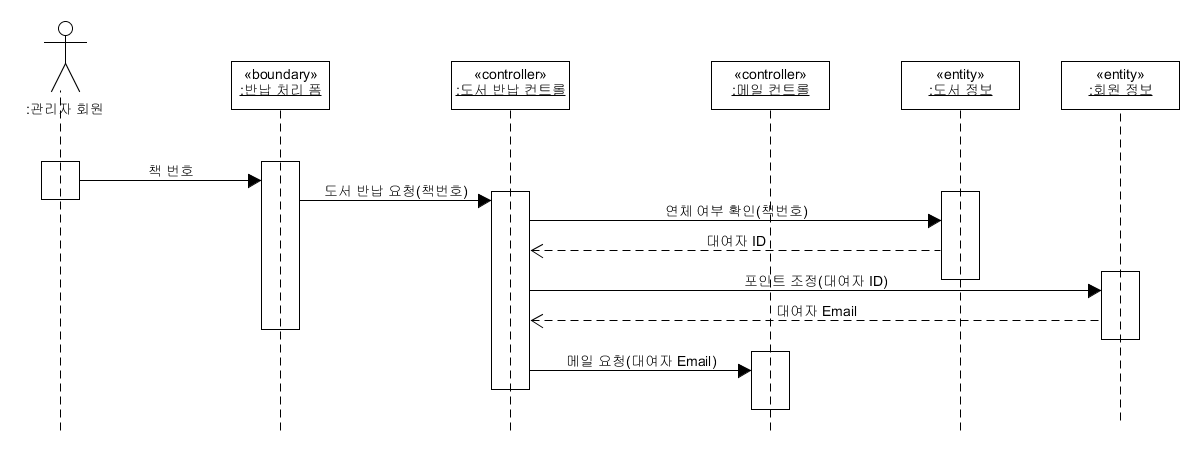 :관리자 회원
«boundary»
:반납 처리 폼
«controller»
:도서 반납 컨트롤
«controller»
:메일 컨트롤
«entity»
:도서 정보
«entity»
:회원 정보
책 번호
도서 반납 요청(책번호)
연체 여부 확인(책번호)
대여자 ID
포인트 조정(대여자 ID)
대여자 Email
메일 요청(대여자 Email)